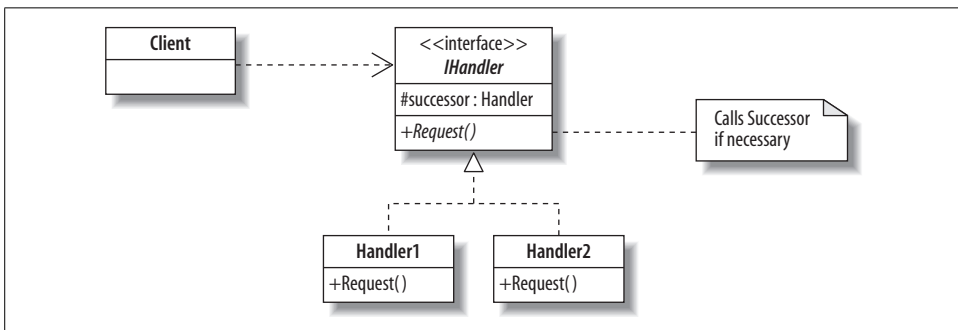 Client
<<interface>>
IHandler
#successor : Handler
+Request()
Calls Successor
if necessary
Handler1
+Request()
Handler2
+Request()